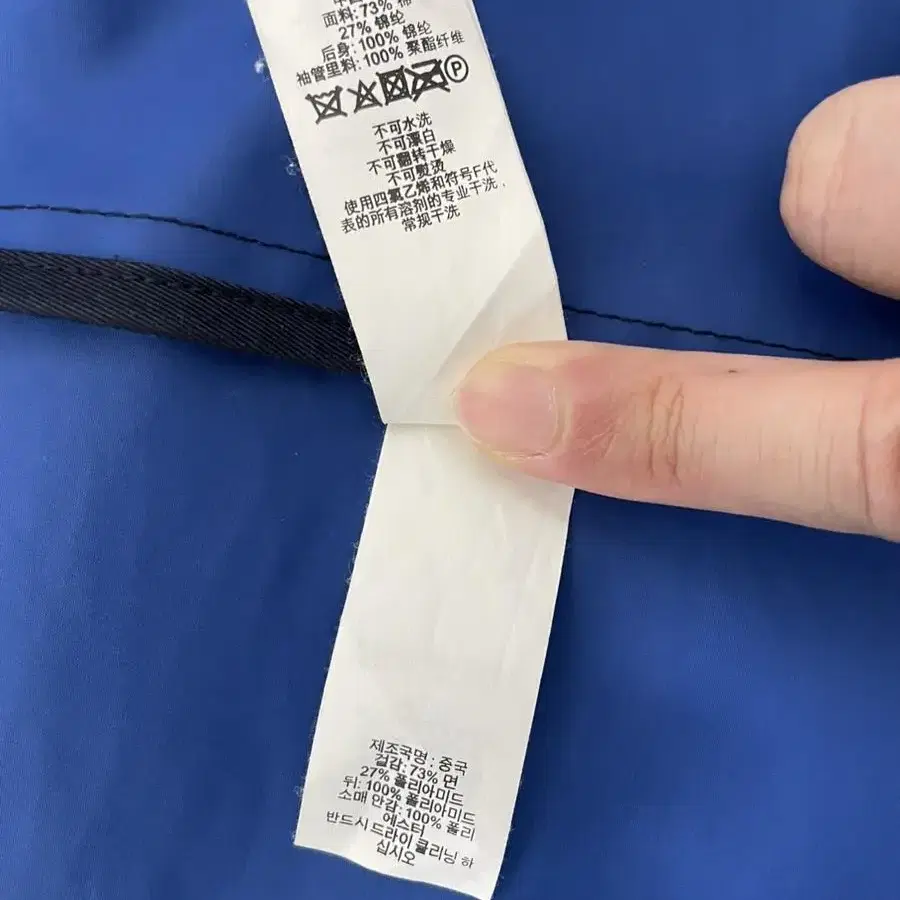 面料: 73% 棉
27% 锦纶
后身: 100% 锦纶
袖管里料: 100% 聚酯纤维
P
不可水洗
不可漂白
不可翻转干燥
不可熨烫
使用四氯乙烯和符号F代
表的所有溶剂的专业干洗,
常规干洗
제조국명 : 중국
겉감: 73% 면
27% 폴리아미드
뒤: 100% 폴리아미드
소매 안감: 100% 폴리
에스터
반드시 드라이 클리닝 하
십시오